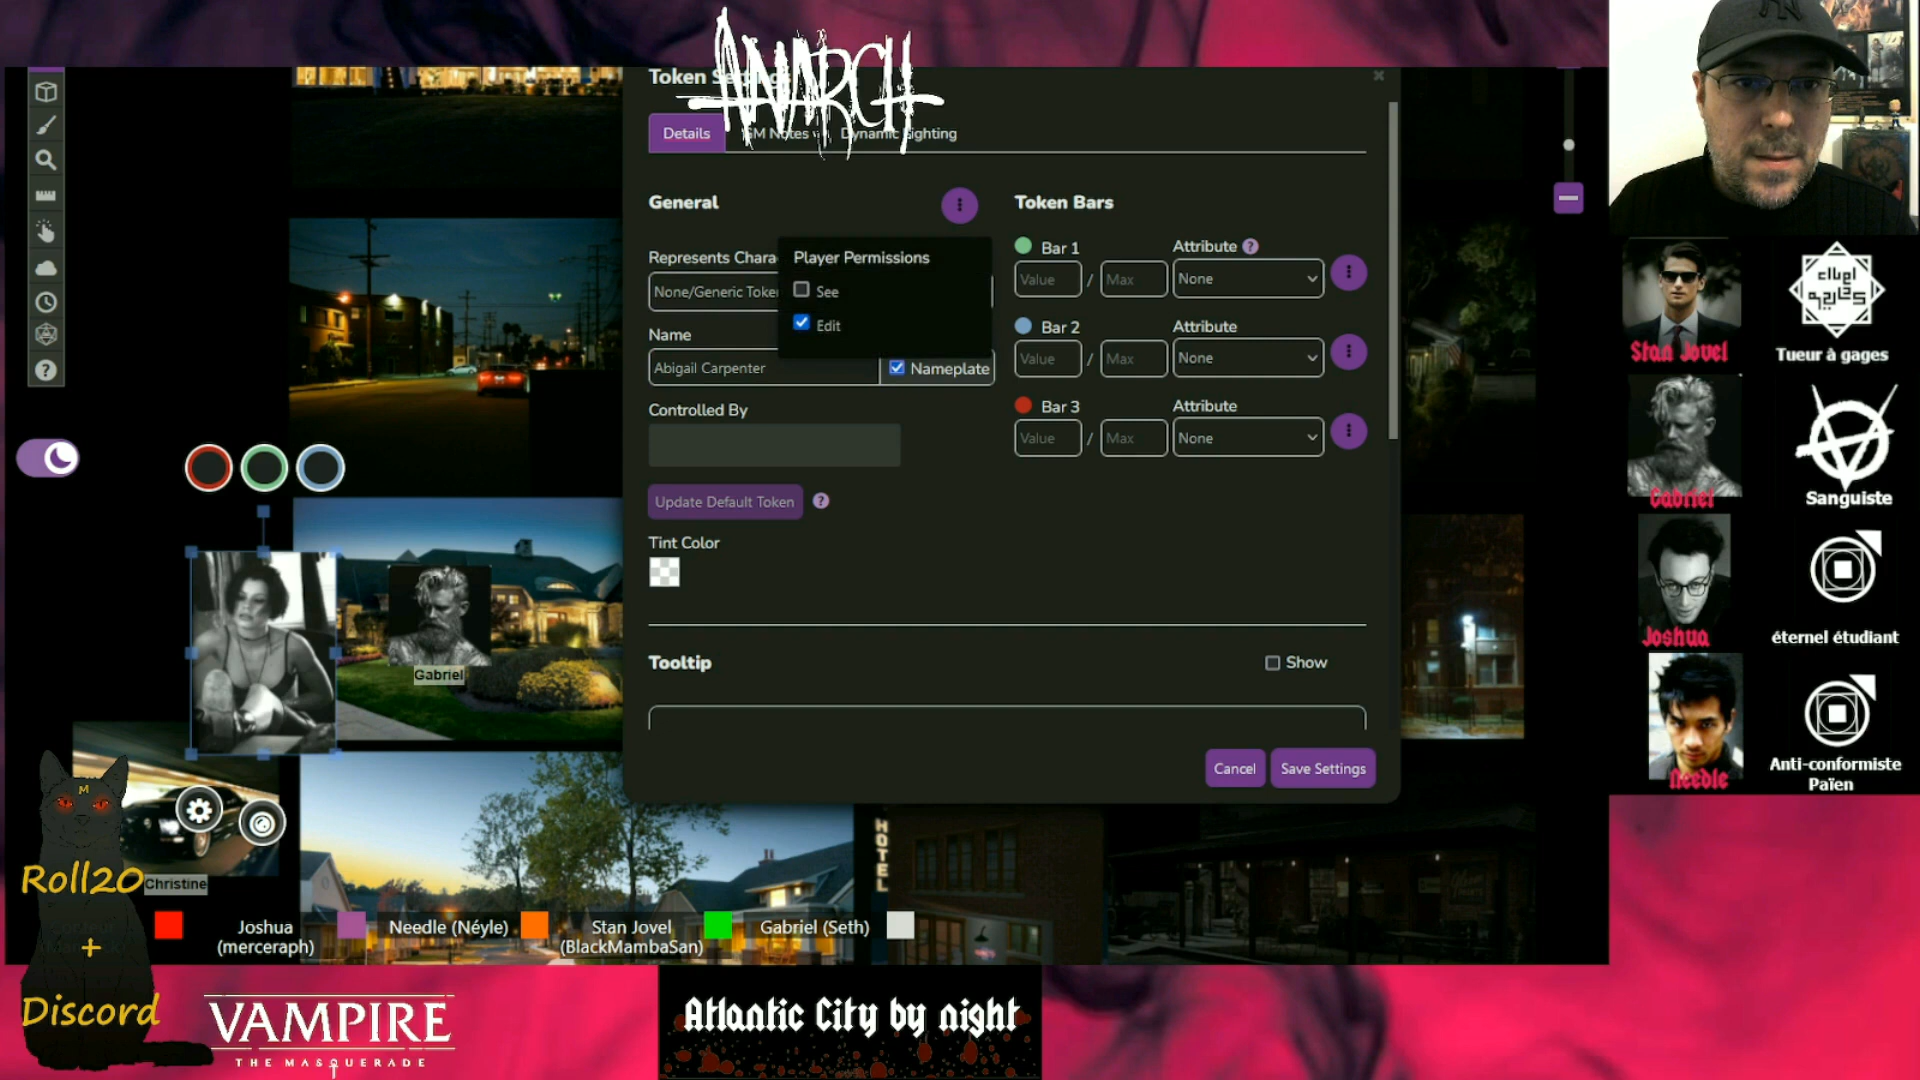 ANARCH
Token
Details
GM Notes
Dynamic Lighting
General
Token Bars
Represents Chara
None/Generic Token
Player Permissions
See
Edit
Name
Abigail Carpenter
Nameplate
Controlled By
Update Default Token ?
Tint Color
Bar 1
Attribute ?
Value / Max
None
Bar 2
Attribute
Value / Max
None
Bar 3
Attribute
Value / Max
None
Tooltip
Show
Cancel
Save Settings
Gabriel
Christine
HOTEL
M
Roll20
+
Discord
Joshua
(merceraph)
Needle (Néyle)
Stan Jovel
(BlackMambaSan)
Gabriel (Seth)
VAMPIRE
THE MASQUERADE
Atlantic City by night
Stan Jovel
Tueur à gages
Gabriel
Sanguiste
Joshua
éternel étudiant
Needle
Anti-conformiste
Païen